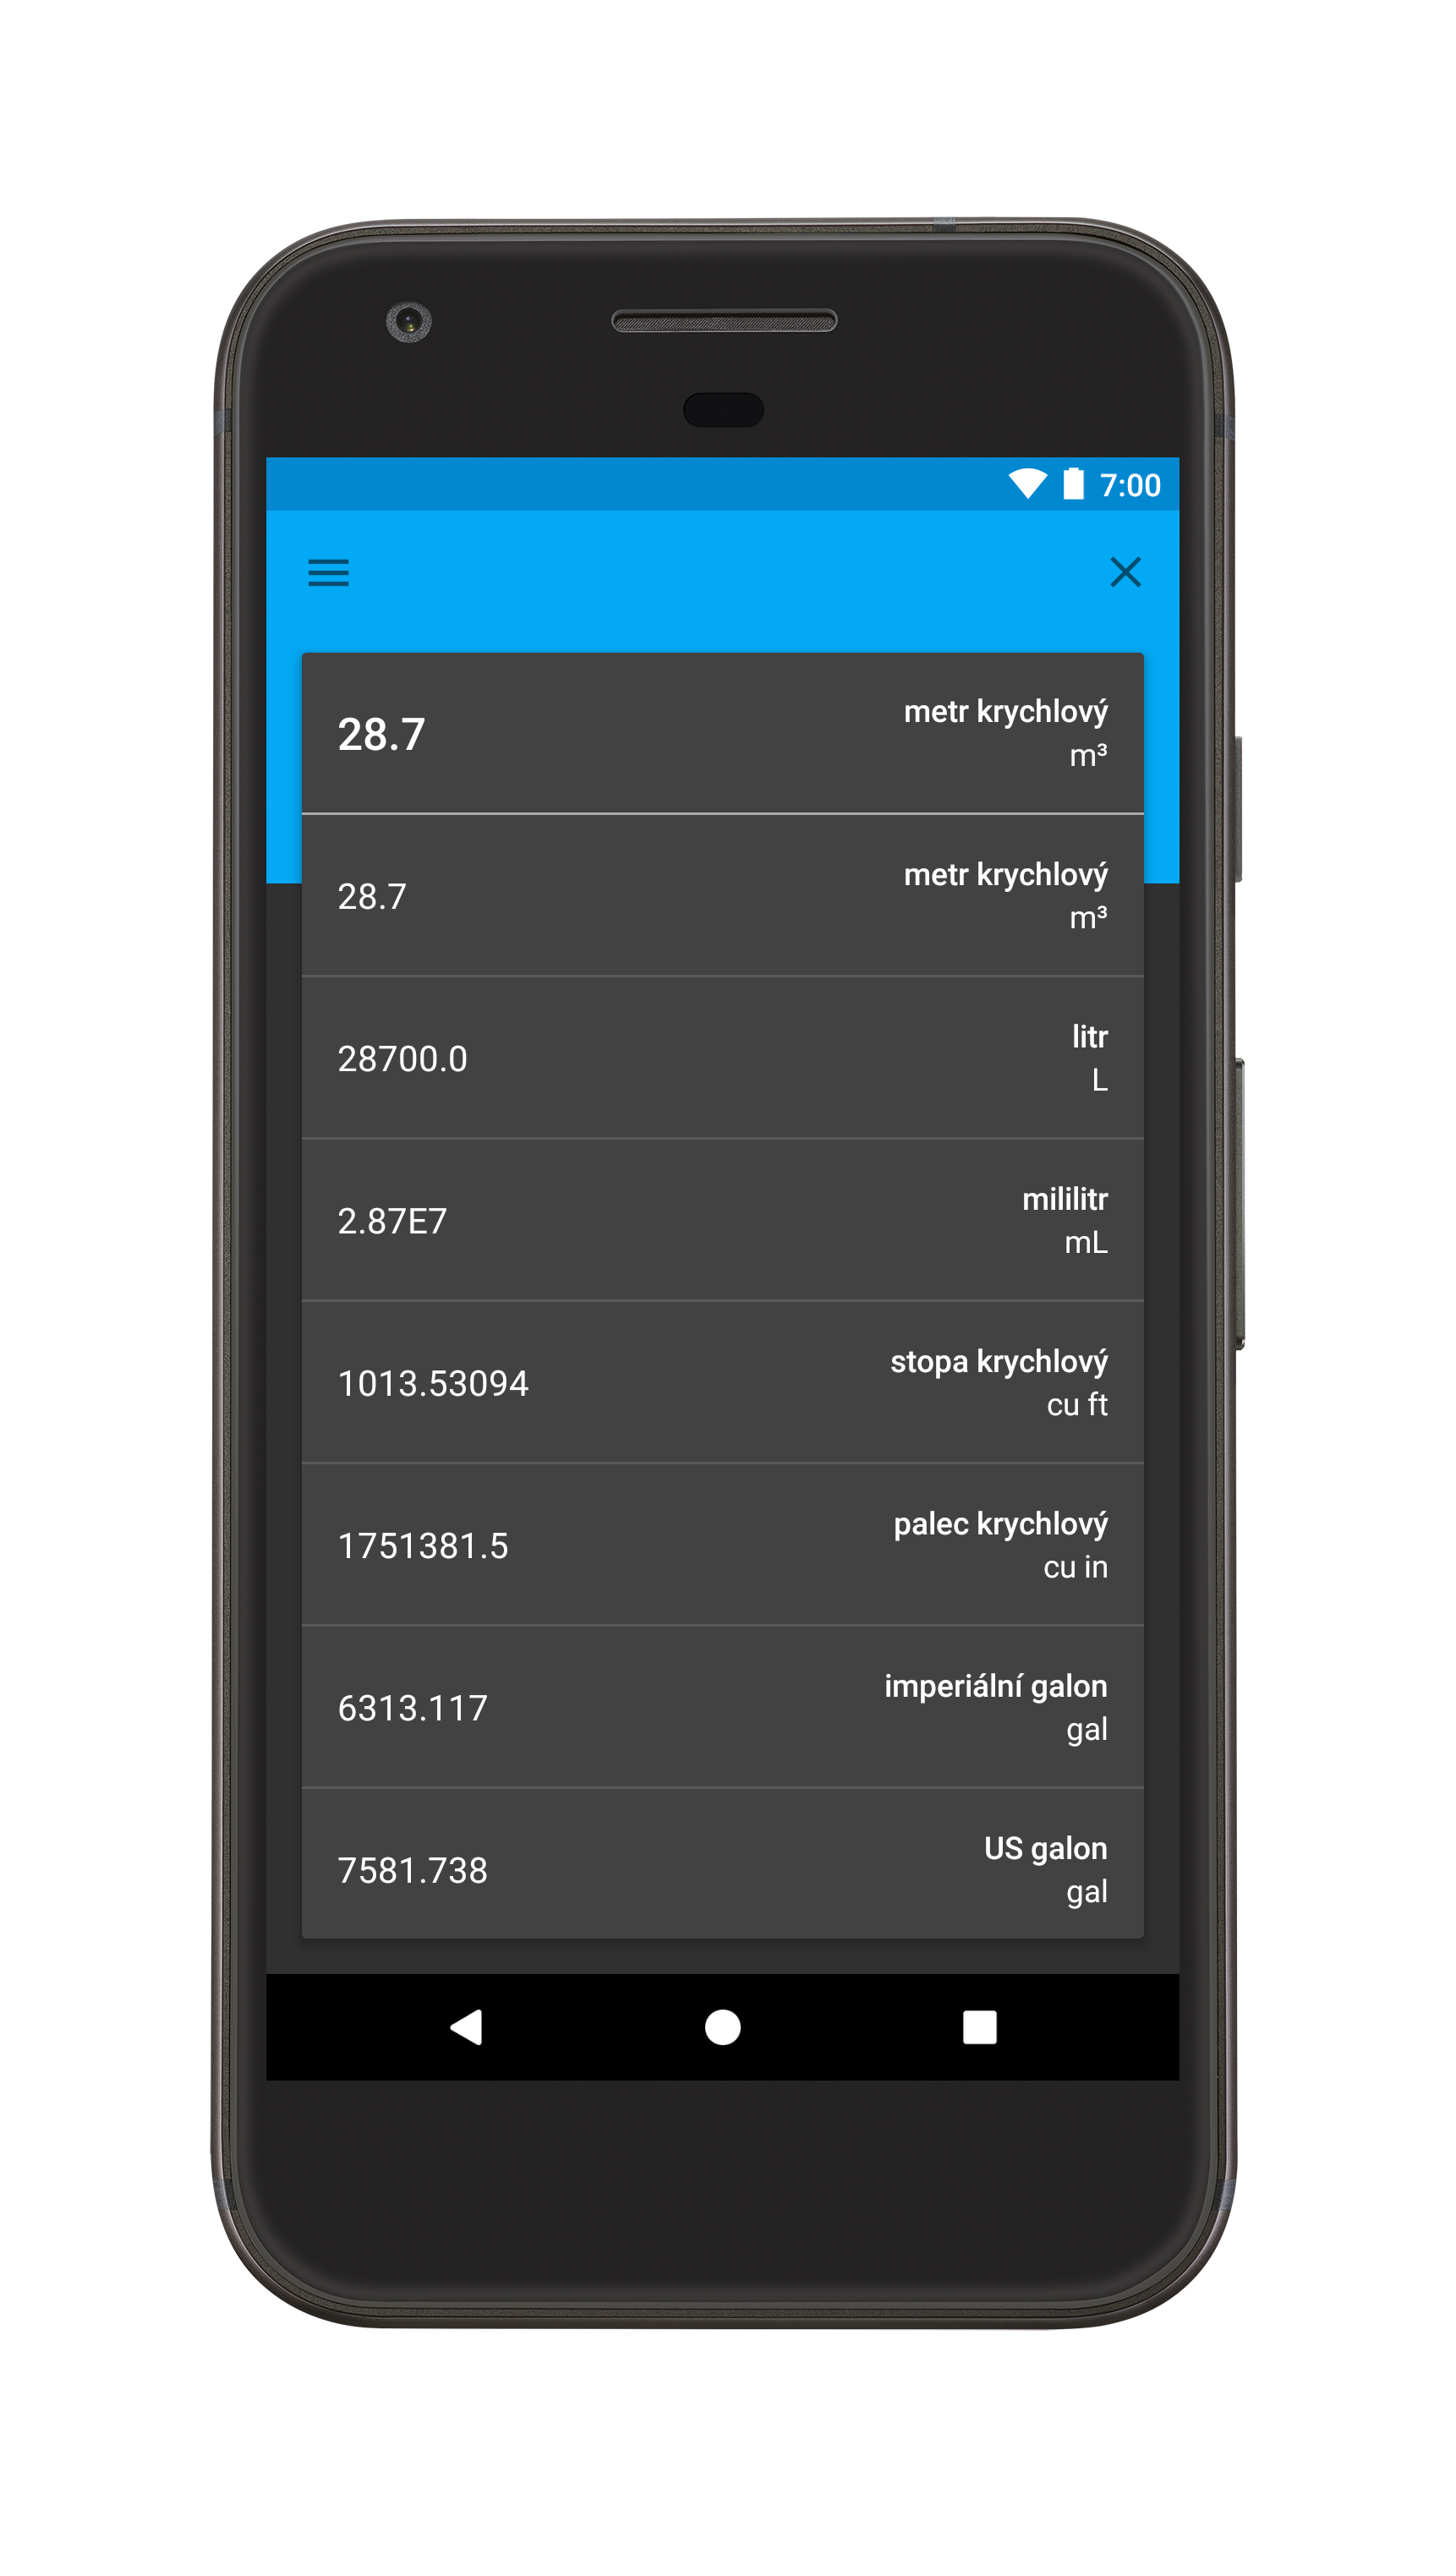 7:00
28.7
metr krychlový
m³
28.7
metr krychlový
m³
28700.0
litr
L
2.87E7
mililitr
mL
1013.53094
stopa krychlový
cu ft
1751381.5
palec krychlový
cu in
6313.117
imperiální galon
gal
7581.738
US galon
gal